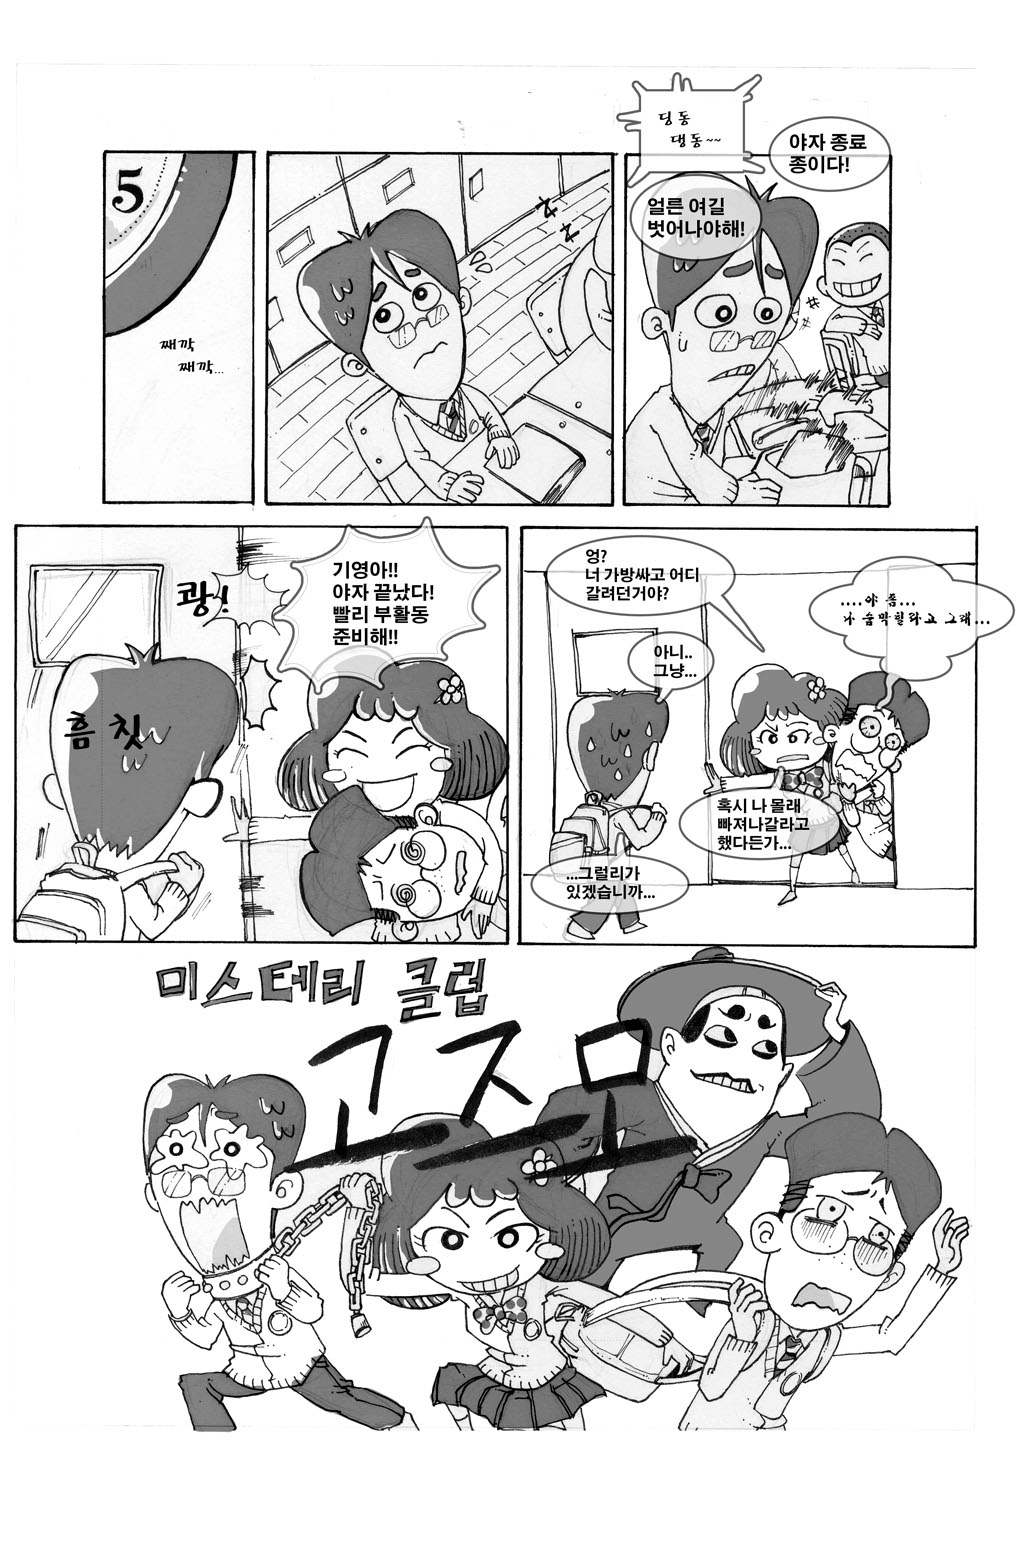 5
째깍
째깍...
z
z
딩동
댕동~~
야자 종료
종이다!
얼른 여길
벗어나야해!
쾅!
흠칫
기영아!!
야자 끝났다!
빨리 부활동
준비해!!
엉?
너 가방싸고 어디
갈려던거야?
아니..
그냥...
....야 좀...
나 숨막힐라고 그래...
혹시 나 몰래
빠져나갈라고
했다든가...
...그럴리가
있겠습니까...
미스테리 클럽
고스모